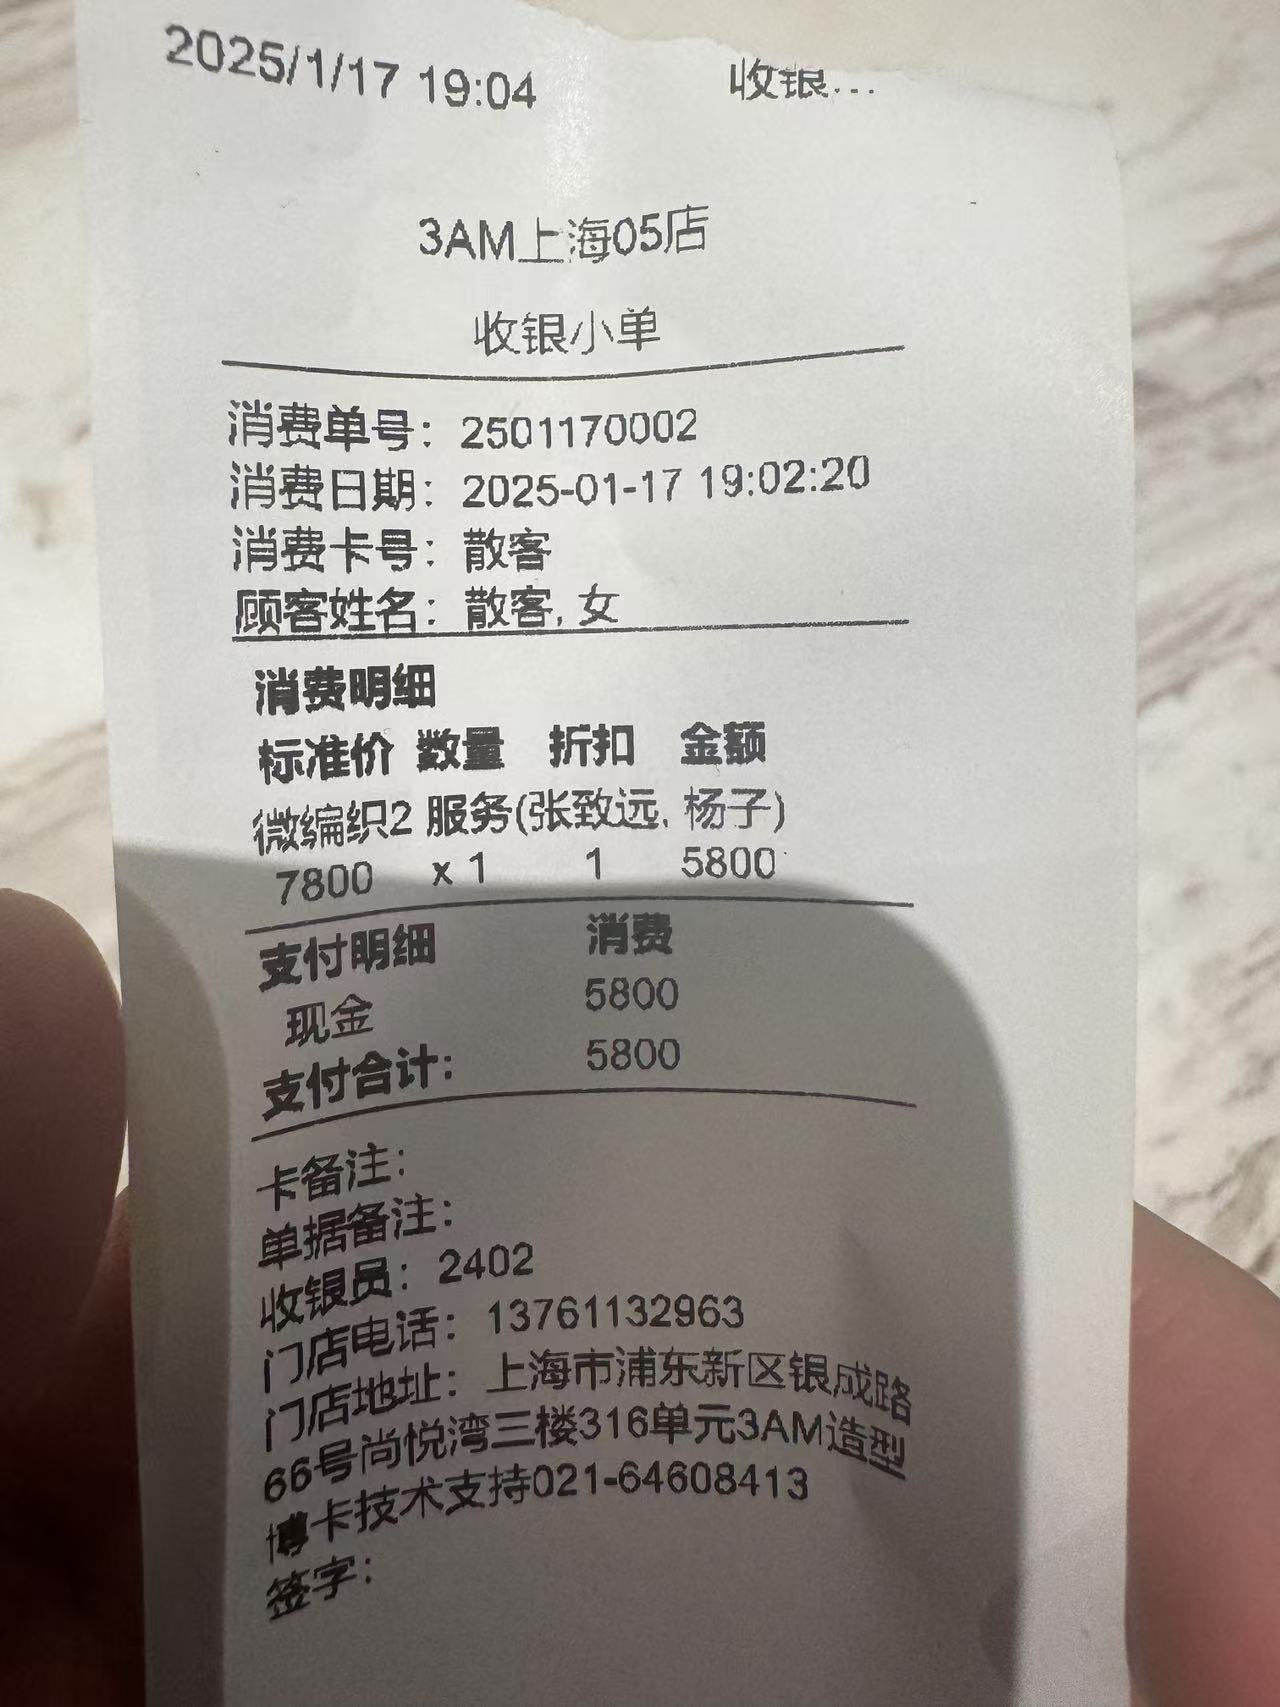 2025/1/17 19:04 收银...
3AM上海05店
收银小单
消费单号：2501170002
消费日期：2025-01-17 19:02:20
消费卡号：散客
顾客姓名：散客, 女
消费明细
标准价 数量 折扣 金额
微编织2 服务(张致远, 杨子)
7800 x 1 1 5800
支付明细 消费
现金 5800
支付合计： 5800
卡备注：
单据备注：
收银员：2402
门店电话：13761132963
门店地址：上海市浦东新区银成路
66号尚悦湾三楼316单元3AM造型
博卡技术支持021-64608413
签字：